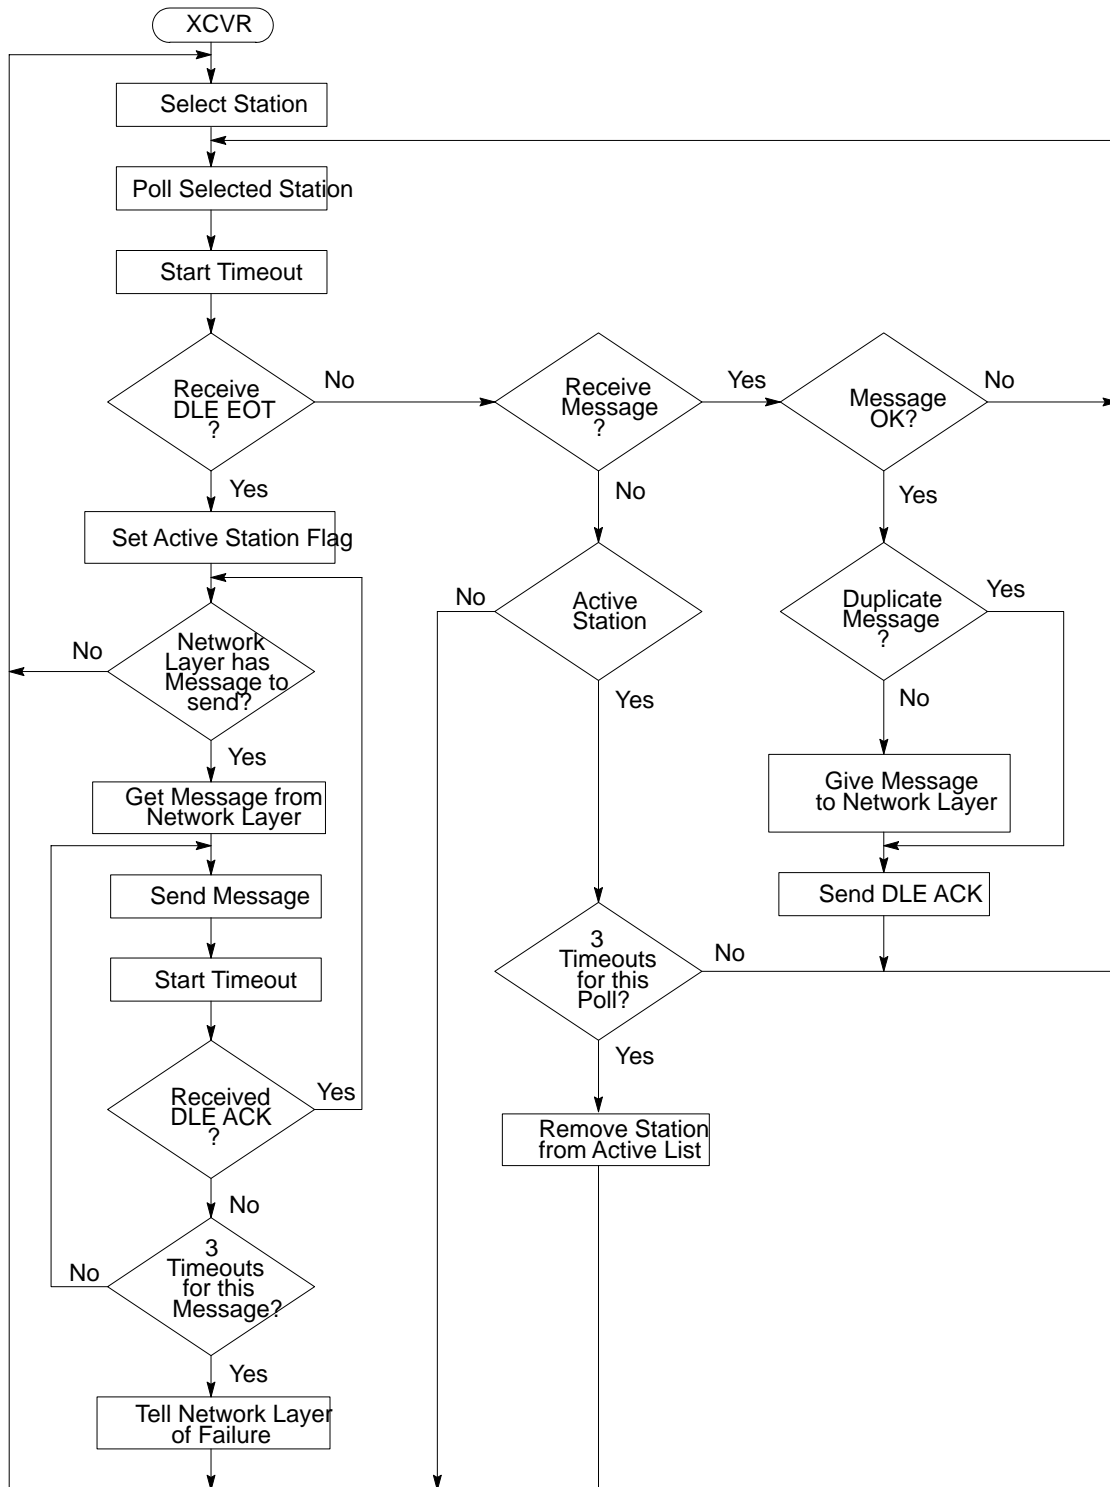 XCVR
Select Station
Poll Selected Station
Start Timeout
Receive
DLE EOT
?
No
Yes
Receive
Message
?
Yes
No
Message
OK?
No
Yes
Set Active Station Flag
Network
Layer has
Message to
send?
No
Yes
Active
Station
No
Yes
Duplicate
Message
?
Yes
No
Get Message from
Network Layer
Give Message
to Network Layer
Send Message
Send DLE ACK
Start Timeout
3
Timeouts
for this
Poll?
No
Yes
Received
DLE ACK
?
Yes
No
Remove Station
from Active List
3
Timeouts
for this
Message?
No
Yes
Tell Network Layer
of Failure